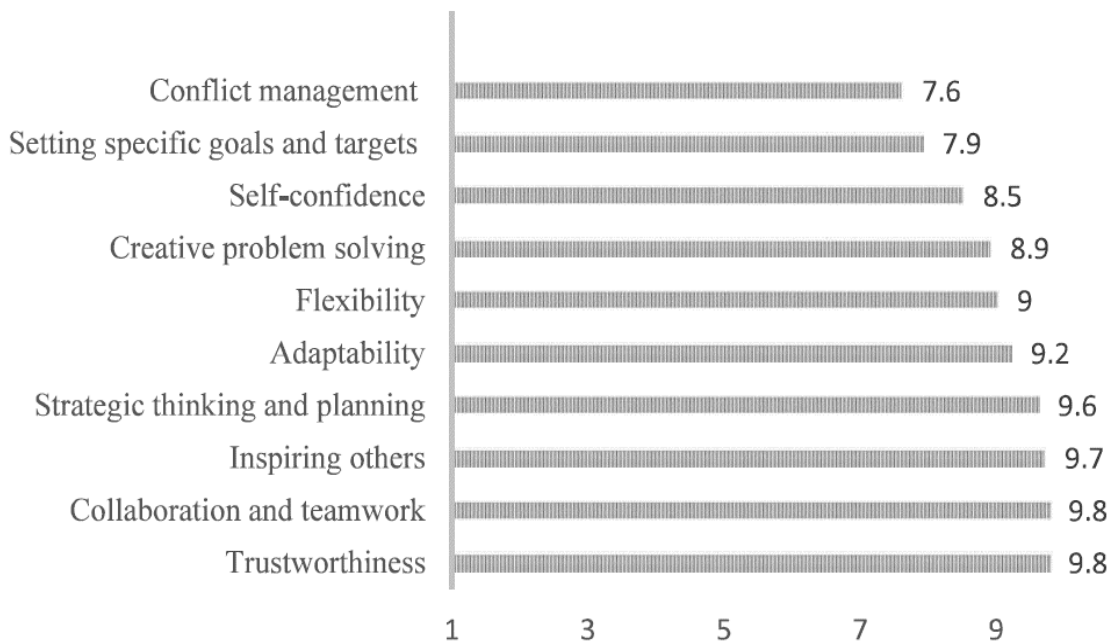 Conflict management 7.6
Setting specific goals and targets 7.9
Self-confidence 8.5
Creative problem solving 8.9
Flexibility 9
Adaptability 9.2
Strategic thinking and planning 9.6
Inspiring others 9.7
Collaboration and teamwork 9.8
Trustworthiness 9.8
1 3 5 7 9